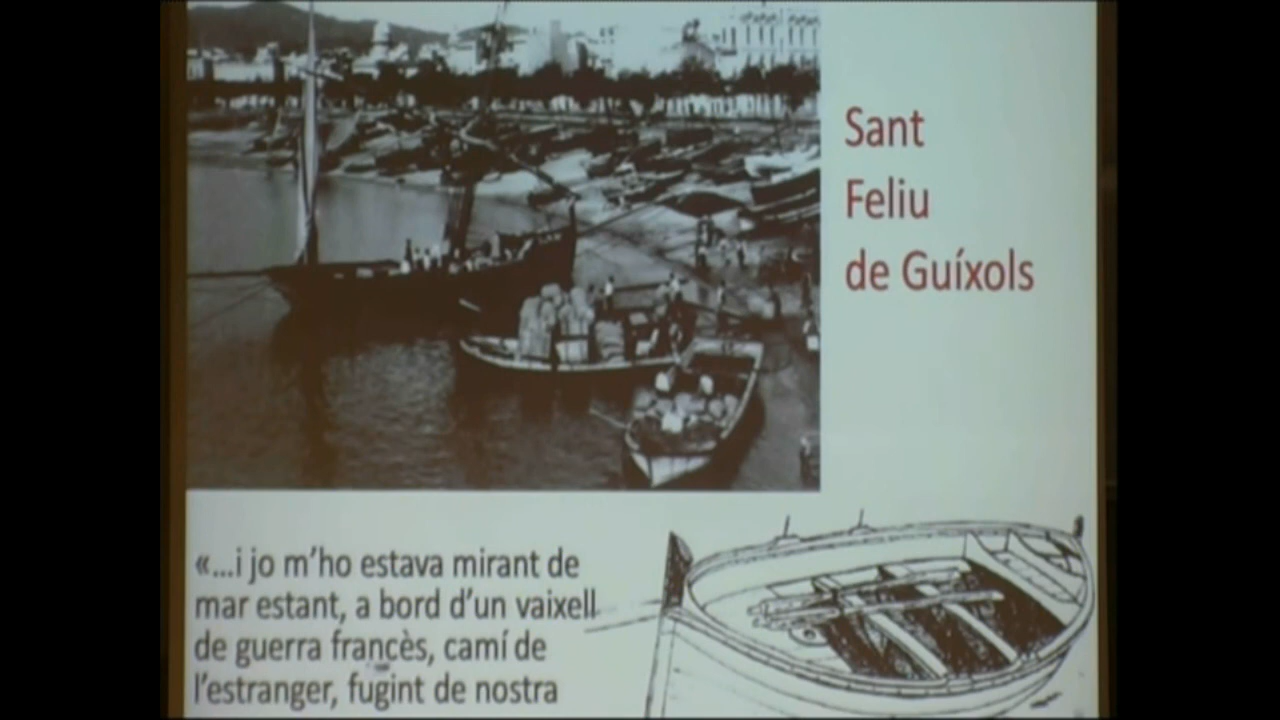 Sant
Feliu
de Guíxols
«...i jo m'ho estava mirant de
mar estant, a bord d'un vaixell
de guerra francès, camí de
l'estranger, fugint de nostra